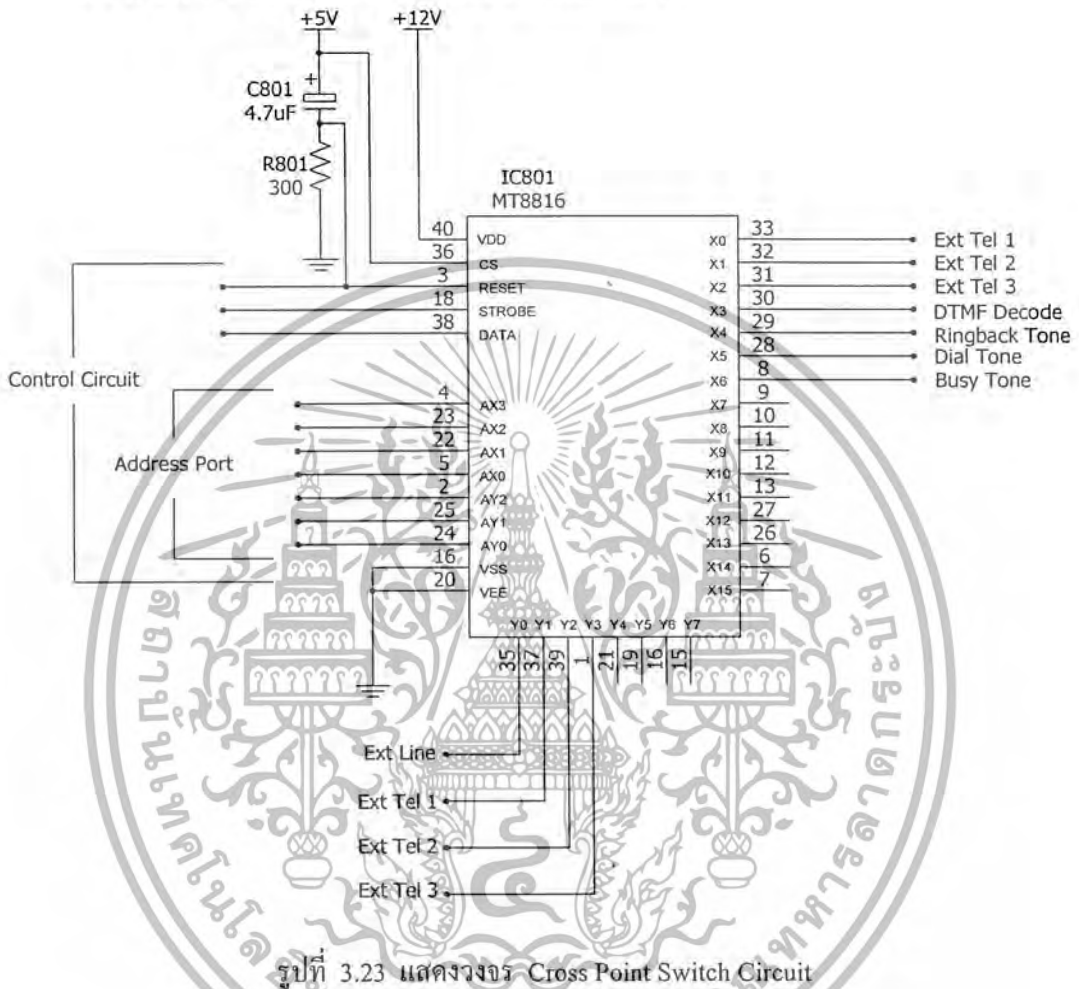 +5V
+12V
C801
+
4.7uF
R801
300
IC801
MT8816
40 VDD
36 CS
3 RESET
18 STROBE
38 DATA
4 AX3
23 AX2
22 AX1
5 AX0
2 AY2
25 AY1
24 AY0
16 VSS
20 VEE
Control Circuit
Address Port
X0 33 Ext Tel 1
X1 32 Ext Tel 2
X2 31 Ext Tel 3
X3 30 DTMF Decode
X4 29 Ringback Tone
X5 28 Dial Tone
X6 8 Busy Tone
X7 9
X8 10
X9 11
X10 12
X11 13
X12 27
X13 26
X14 6
X15 7
Y0 Y1 Y2 Y3 Y4 Y5 Y6 Y7
35 37 39 1 21 19 16 15
Ext Line
Ext Tel 1
Ext Tel 2
Ext Tel 3
รูปที่ 3.23 แสดงวงจร Cross Point Switch Circuit